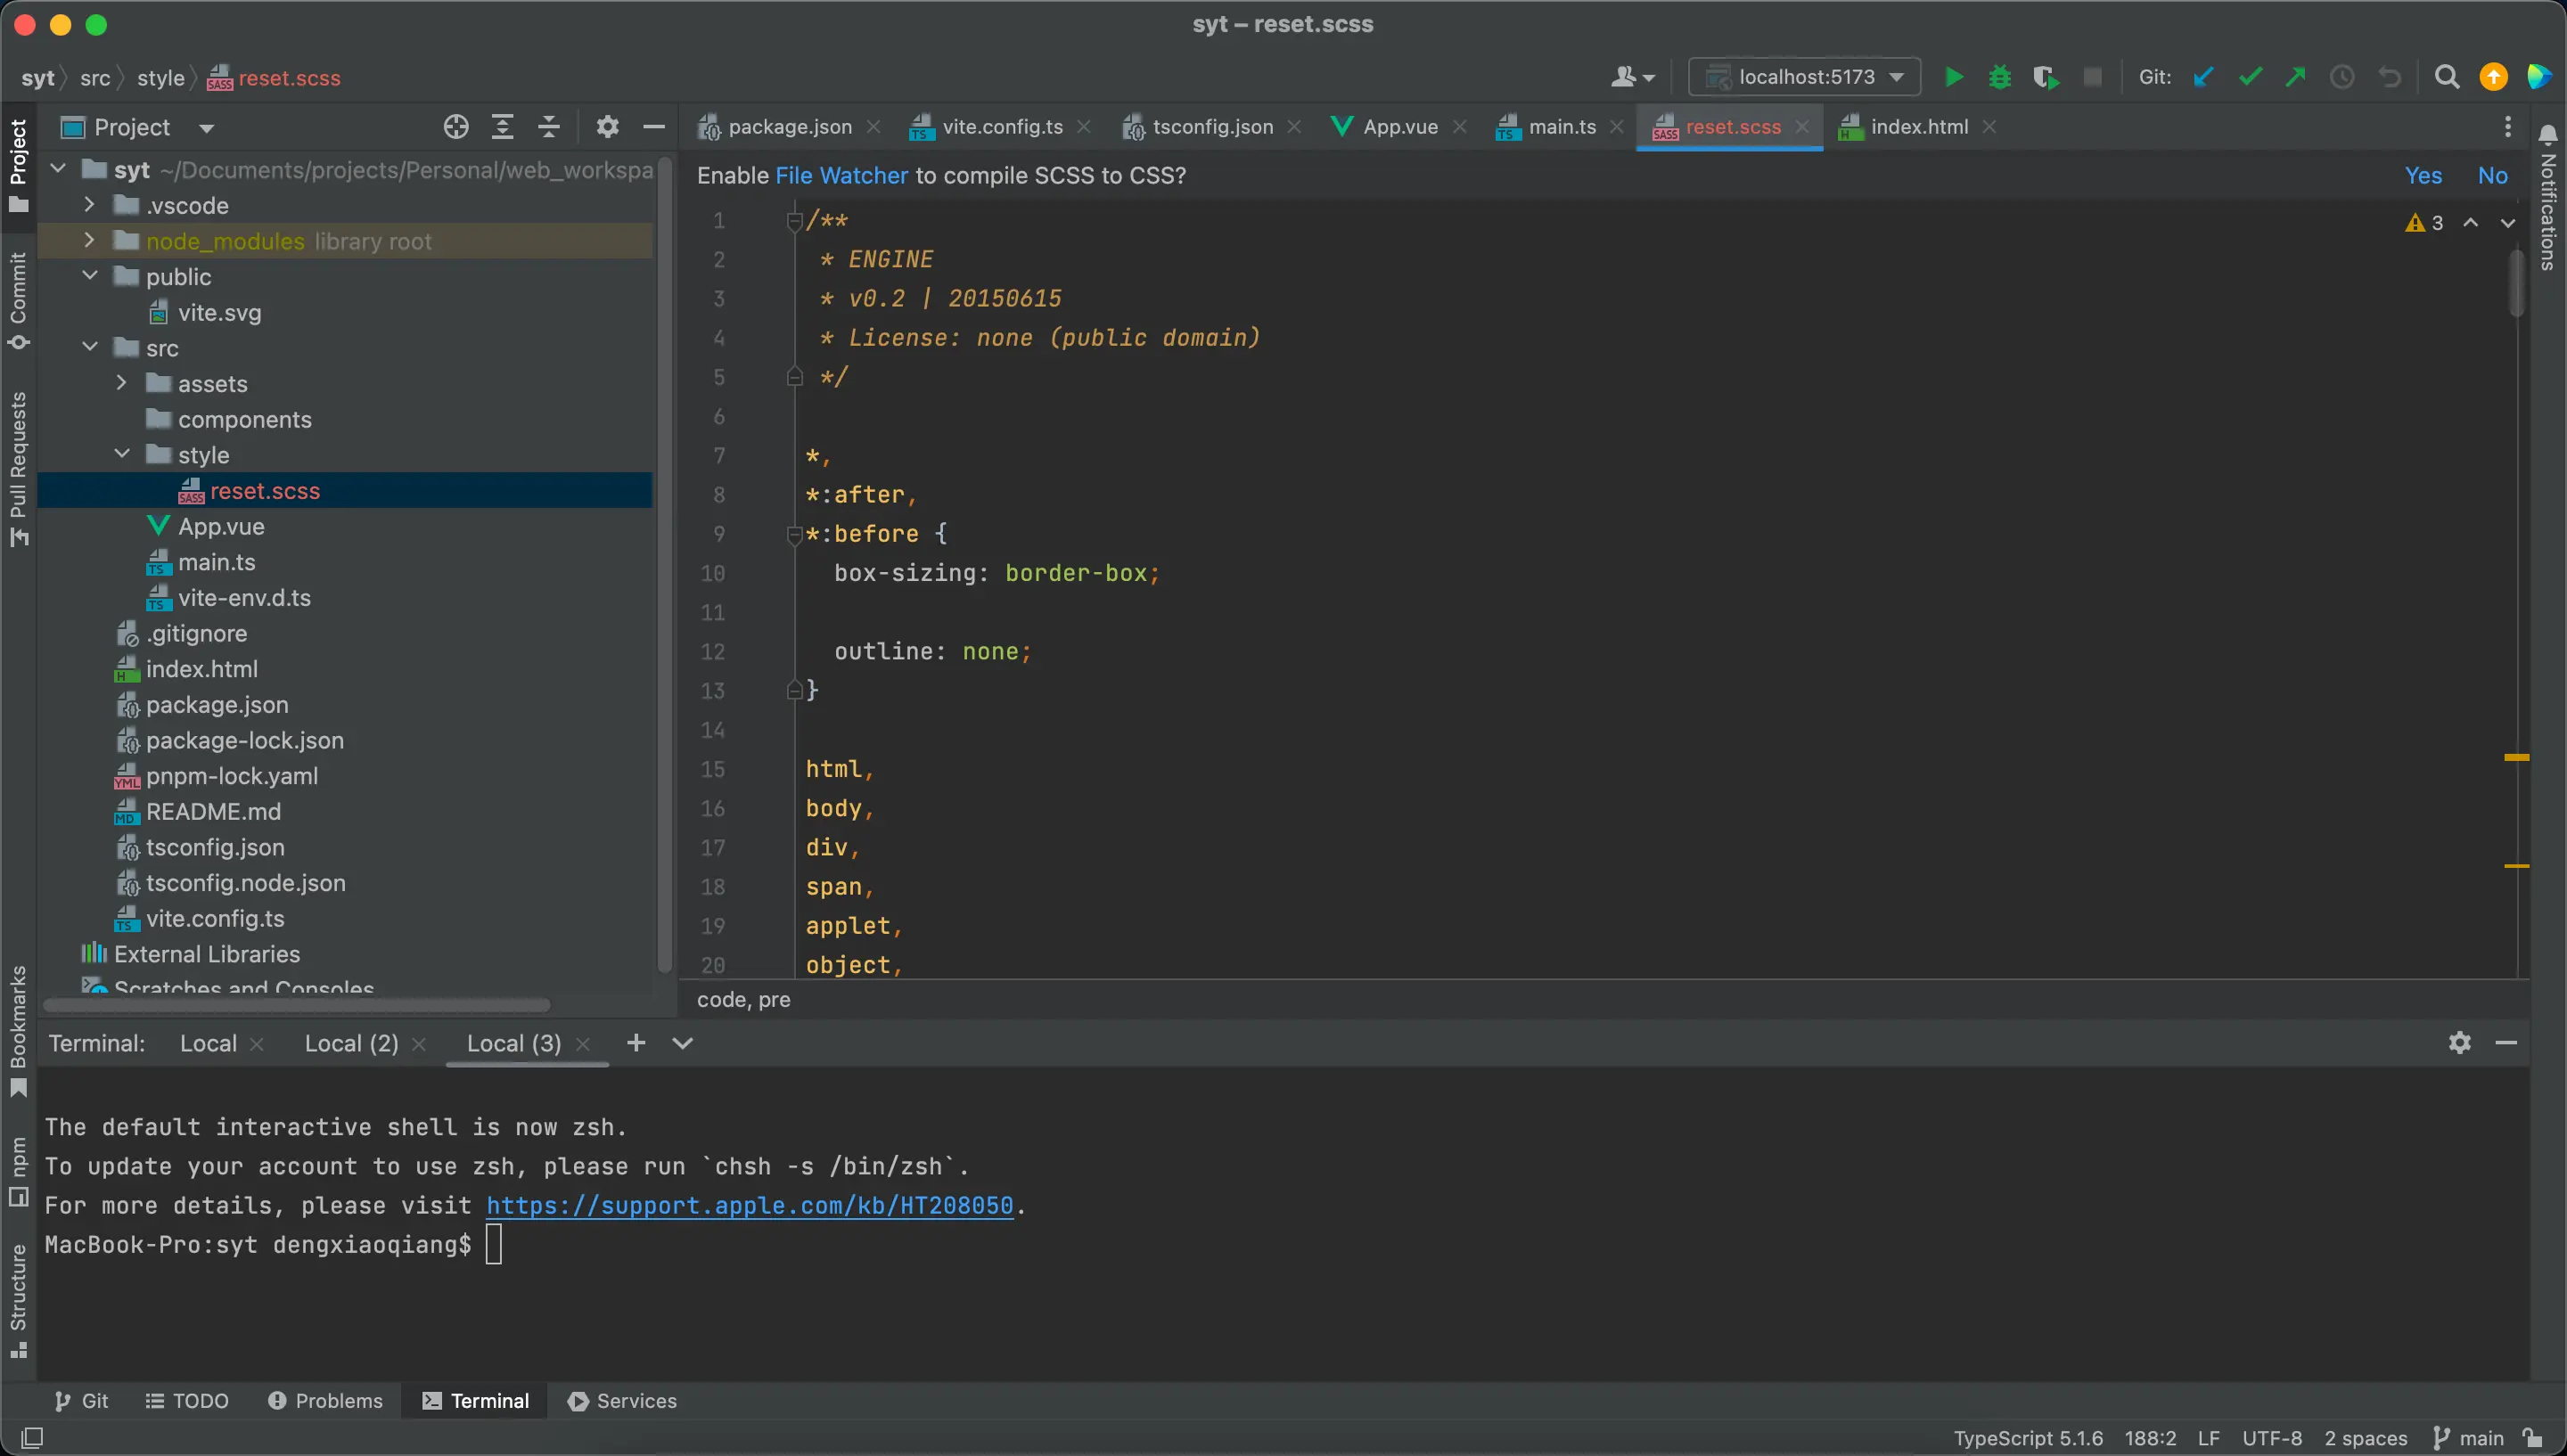 syt – reset.scss
syt src style reset.scss
localhost:5173
Git:
Project
package.json vite.config.ts tsconfig.json App.vue main.ts reset.scss index.html
Enable File Watcher to compile SCSS to CSS?
Yes No
Project
Commit
Pull Requests
Bookmarks
npm
Structure
Notifications
syt ~/Documents/projects/Personal/web_workspa
.vscode
node_modules library root
public
vite.svg
src
assets
components
style
reset.scss
App.vue
main.ts
vite-env.d.ts
.gitignore
index.html
package.json
package-lock.json
pnpm-lock.yaml
README.md
tsconfig.json
tsconfig.node.json
vite.config.ts
External Libraries
Scratches and Consoles
3
1 /**
2 * ENGINE
3 * v0.2 | 20150615
4 * License: none (public domain)
5 */
6
7 *,
8 *:after,
9 *:before {
10 box-sizing: border-box;
11
12 outline: none;
13 }
14
15 html,
16 body,
17 div,
18 span,
19 applet,
20 object,
code, pre
Terminal: Local Local (2) Local (3)
The default interactive shell is now zsh.
To update your account to use zsh, please run `chsh -s /bin/zsh`.
For more details, please visit https://support.apple.com/kb/HT208050.
MacBook-Pro:syt dengxiaoqiang$
Git TODO Problems Terminal Services
TypeScript 5.1.6 188:2 LF UTF-8 2 spaces main